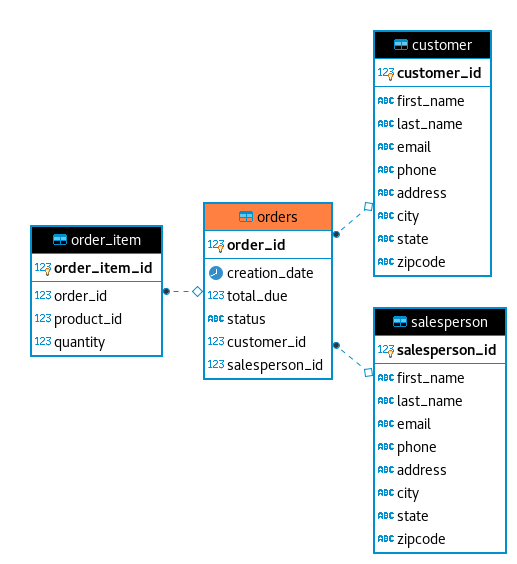 customer
123 customer_id
ABC first_name
ABC last_name
ABC email
ABC phone
ABC address
ABC city
ABC state
ABC zipcode
orders
123 order_id
creation_date
123 total_due
ABC status
123 customer_id
123 salesperson_id
order_item
123 order_item_id
123 order_id
123 product_id
123 quantity
salesperson
123 salesperson_id
ABC first_name
ABC last_name
ABC email
ABC phone
ABC address
ABC city
ABC state
ABC zipcode